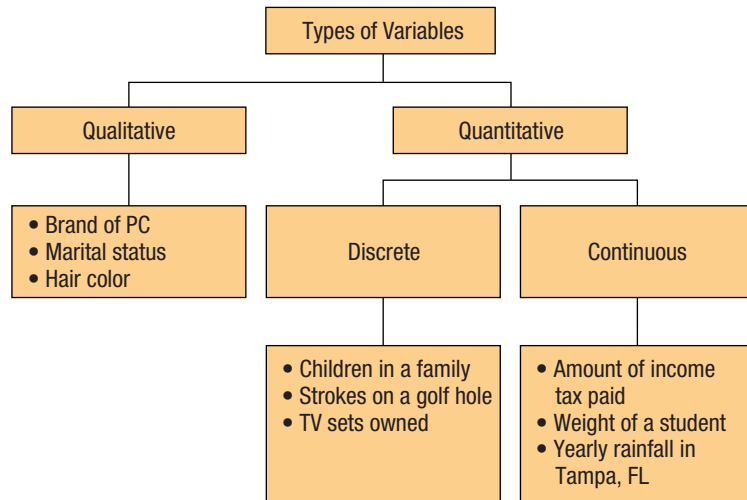 Types of Variables
Qualitative
Quantitative
• Brand of PC
• Marital status
• Hair color
Discrete
Continuous
• Children in a family
• Strokes on a golf hole
• TV sets owned
• Amount of income
tax paid
• Weight of a student
• Yearly rainfall in
Tampa, FL